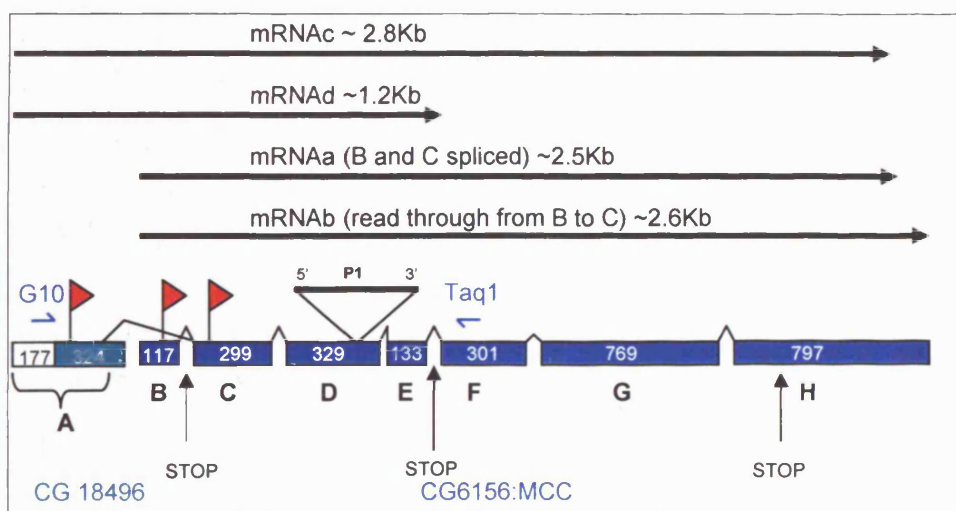 mRNAc ~ 2.8Kb
mRNAd ~1.2Kb
mRNAa (B and C spliced) ~2.5Kb
mRNAb (read through from B to C) ~2.6Kb
5' P1 3'
G10 Taq1
177 324 117 299 329 133 301 769 797
A B C D E F G H
STOP STOP STOP
CG 18496 CG6156:MCC